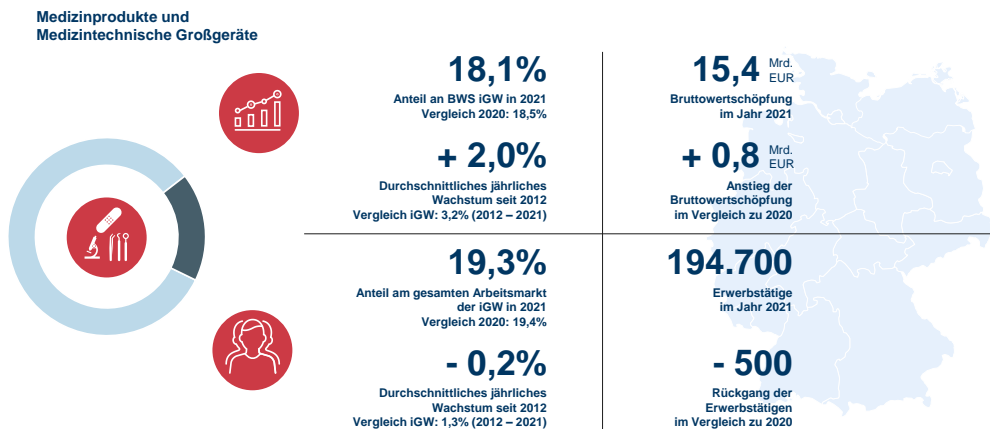 Medizinprodukte und
Medizintechnische Großgeräte
18,1%
Anteil an BWS iGW in 2021
Vergleich 2020: 18,5%
+ 2,0%
Durchschnittliches jährliches
Wachstum seit 2012
Vergleich iGW: 3,2% (2012 – 2021)
15,4 Mrd. EUR
Bruttowertschöpfung
im Jahr 2021
+ 0,8 Mrd. EUR
Anstieg der
Bruttowertschöpfung
im Vergleich zu 2020
19,3%
Anteil am gesamten Arbeitsmarkt
der iGW in 2021
Vergleich 2020: 19,4%
- 0,2%
Durchschnittliches jährliches
Wachstum seit 2012
Vergleich iGW: 1,3% (2012 – 2021)
194.700
Erwerbstätige
im Jahr 2021
- 500
Rückgang der
Erwerbstätigen
im Vergleich zu 2020